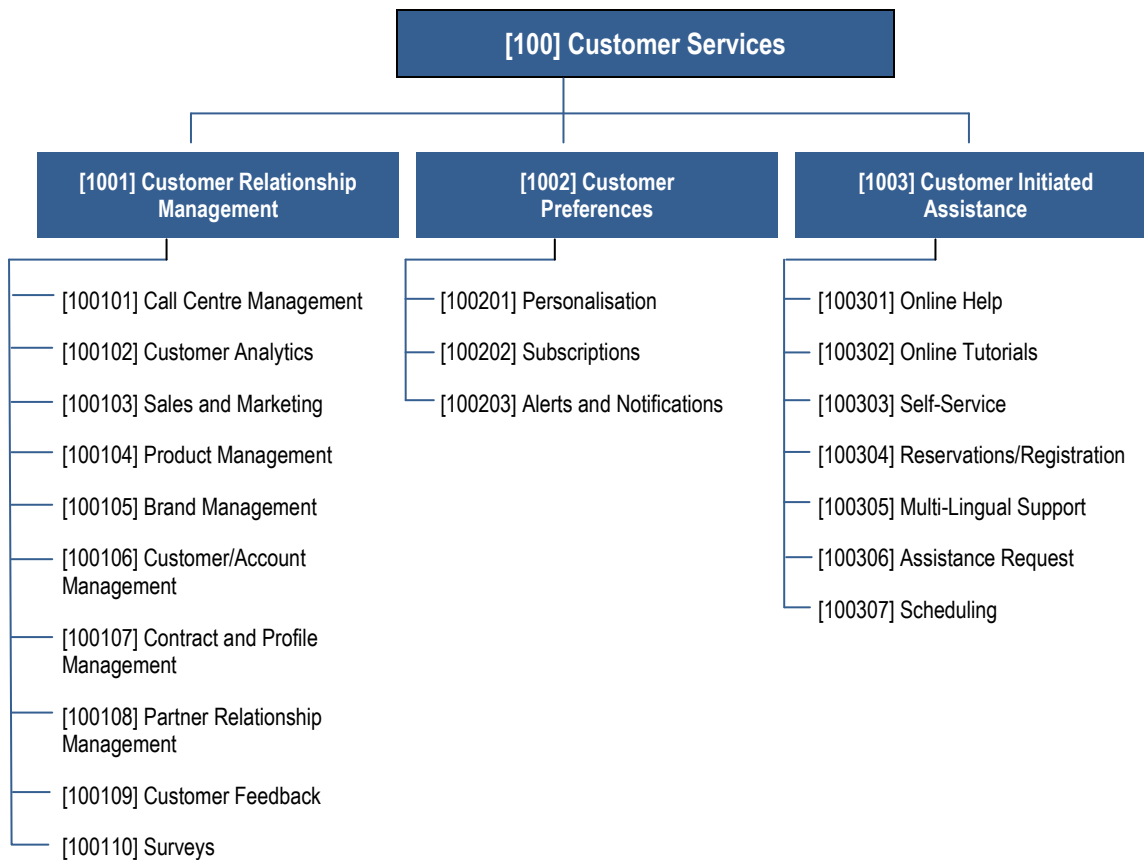 [100] Customer Services
[1001] Customer Relationship
Management
[100101] Call Centre Management
[100102] Customer Analytics
[100103] Sales and Marketing
[100104] Product Management
[100105] Brand Management
[100106] Customer/Account
Management
[100107] Contract and Profile
Management
[100108] Partner Relationship
Management
[100109] Customer Feedback
[100110] Surveys
[1002] Customer
Preferences
[100201] Personalisation
[100202] Subscriptions
[100203] Alerts and Notifications
[1003] Customer Initiated
Assistance
[100301] Online Help
[100302] Online Tutorials
[100303] Self-Service
[100304] Reservations/Registration
[100305] Multi-Lingual Support
[100306] Assistance Request
[100307] Scheduling